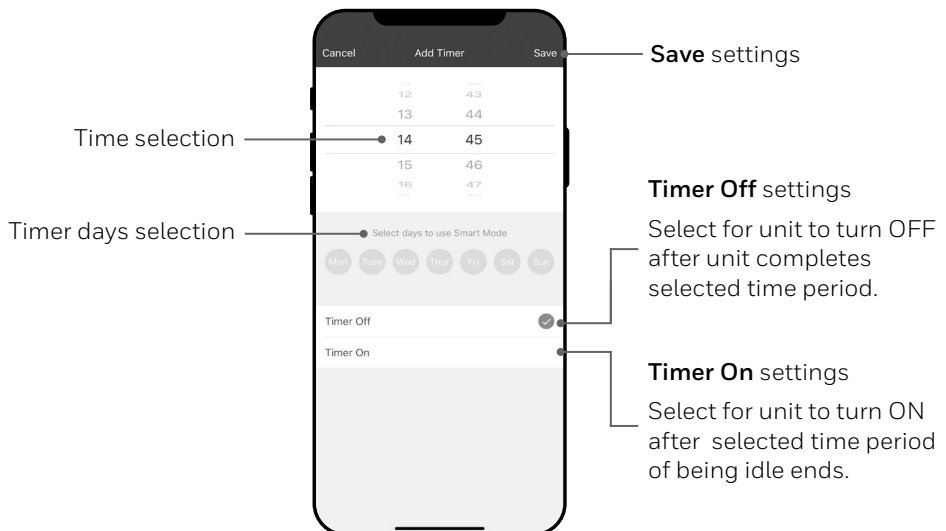 Cancel Add Timer Save
Save settings
12 43
13 44
Time selection
14 45
15 46
16 47
Timer days selection
Select days to use Smart Mode
Mon Tues Wed Thur Fri Sat Sun
Timer Off
Timer On
Timer Off settings
Select for unit to turn OFF
after unit completes
selected time period.
Timer On settings
Select for unit to turn ON
after selected time period
of being idle ends.